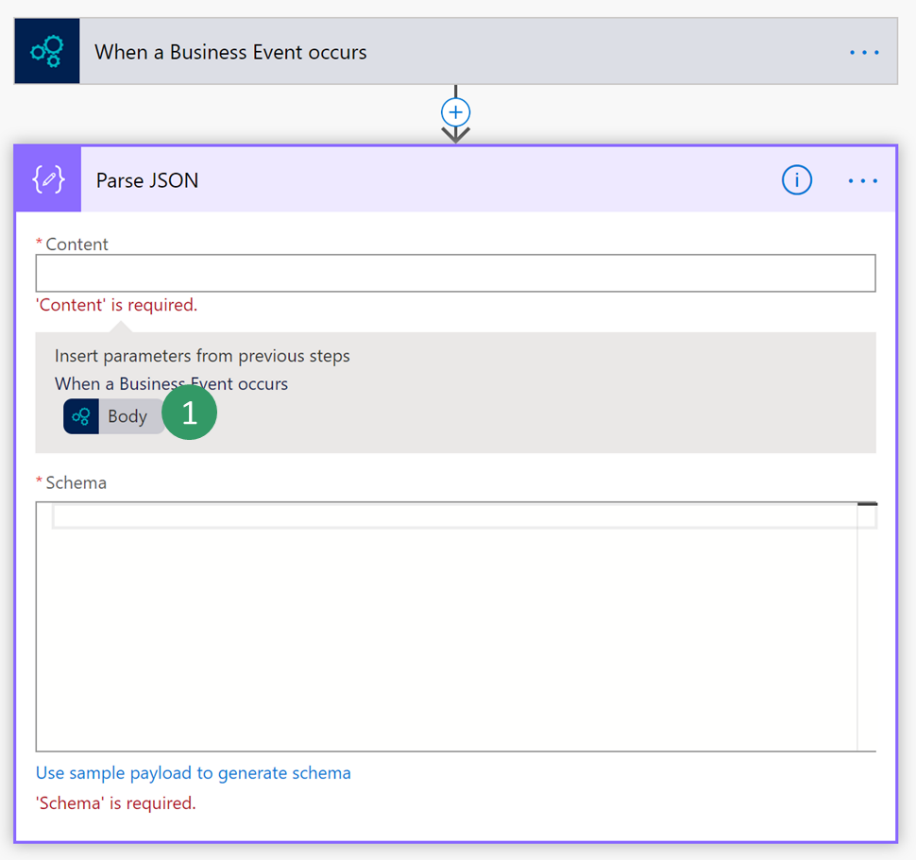 When a Business Event occurs
Parse JSON
* Content
'Content' is required.
Insert parameters from previous steps
When a Business Event occurs
Body
1
* Schema
Use sample payload to generate schema
'Schema' is required.